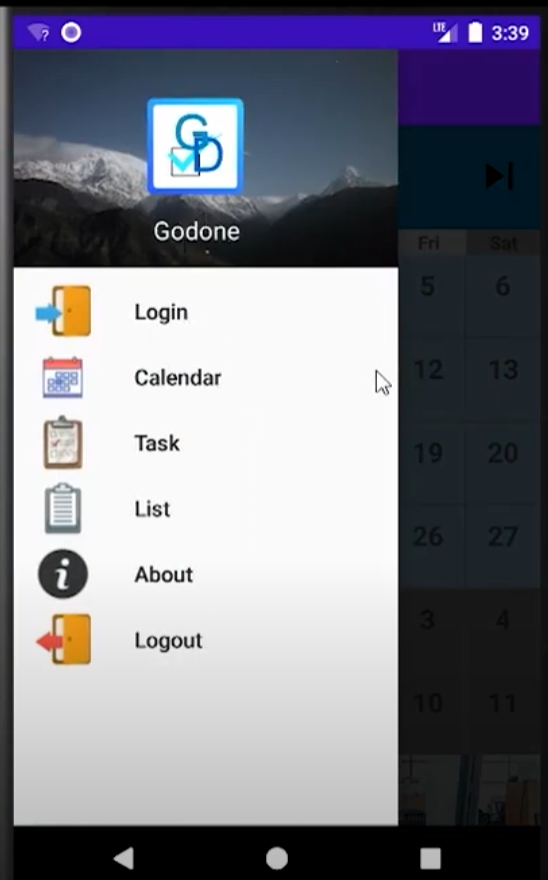 LTE 3:39
GD
Godone
Fri Sat
Login
5 6
Calendar
12 13
Task
19 20
List
26 27
About
3 4
Logout
10 11